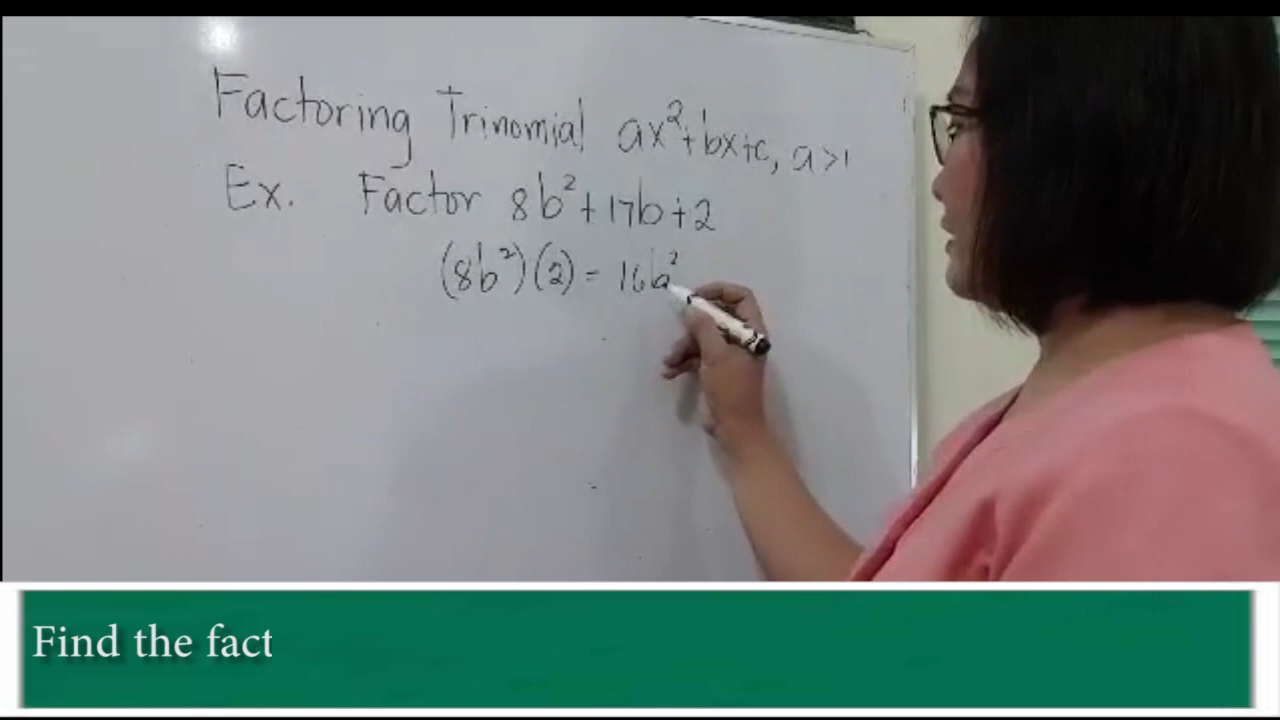 Factoring Trinomial ax²+bx+c, a>1
Ex. Factor 8b²+17b+2
(8b²)(2) = 16b²
Find the fact